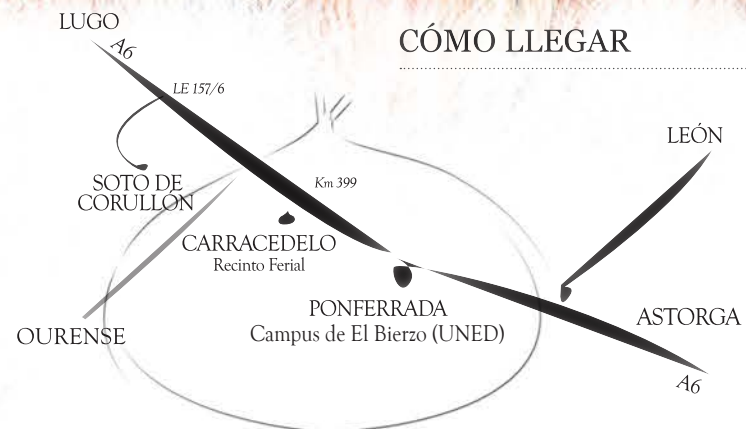 LUGO
A6
CÓMO LLEGAR
LE 157/6
LEÓN
SOTO DE
CORULLÓN
Km 399
CARRACEDELO
Recinto Ferial
PONFERRADA
Campus de El Bierzo (UNED)
OURENSE
ASTORGA
A6